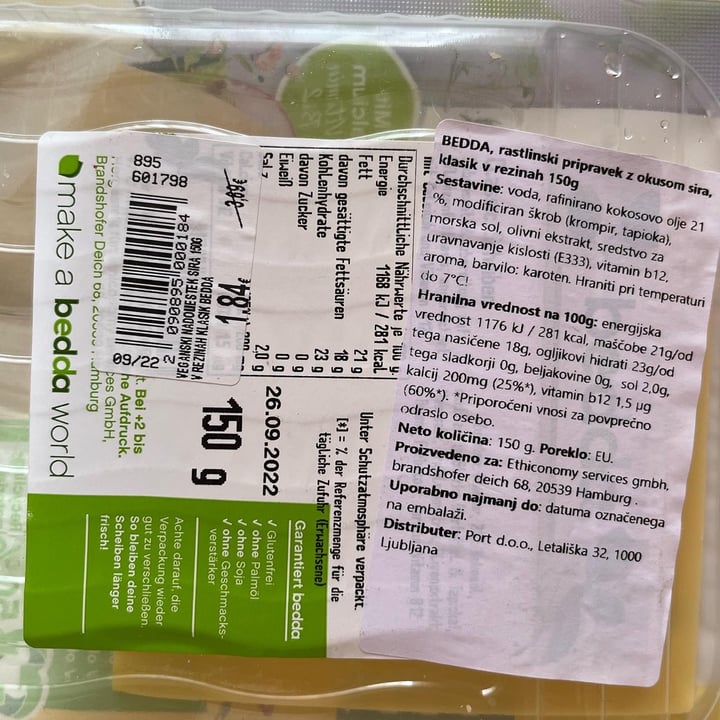 BEDDA, rastlinski pripravek z okusom sira,
klasik v rezinah 150g
Sestavine: voda, rafinirano kokosovo olje 21
%, modificiran škrob (krompir, tapioka),
morska sol, olivni ekstrakt, sredstvo za
uravnavanje kislosti (E333), vitamin b12,
aroma, barvilo: karoten. Hraniti pri temperaturi
do 7°C!
Hranilna vrednost na 100g: energijska
vrednost 1176 kJ / 281 kcal, maščobe 21g/od
tega nasičene 18g, ogljikovi hidrati 23g/od
tega sladkorji 0g, beljakovine 0g, sol 2,0g,
kalcij 200mg (25%*), vitamin b12 1,5 µg
(60%*). *Priporočeni vnosi za povprečno
odraslo osebo.
Neto količina: 150 g. Poreklo: EU.
Proizvedeno za: Ethiconomy services gmbh,
brandshofer deich 68, 20539 Hamburg .
Uporabno najmanj do: datuma označenega
na embalaži.
Distributer: Port d.o.o., Letališka 32, 1000
Ljubljana
Durchschnittliche Nährwerte je
Energie 1168 kJ / 281 kcal
Fett 21 g
davon gesättigte Fettsäuren 18 g
Kohlenhydrate 23 g
davon Zucker 0 g
Eiweiß 0 g
Salz 2,0 g
Unter Schutzatmosphäre verpackt.
[*] = % der Referenzmenge für die
tägliche Zufuhr (Erwachsene)
26.09.2022
150 g
895
601798
1,84
09/22
make a bedda world
Brandshofer Deich 68,
GmbH,
Bei +2 bis
Aufdruck.
Garantiert bedda
√ Glutenfrei
√ ohne Palmöl
√ ohne Soja
√ ohne Geschmacks-
verstärker
Achte darauf, die
Verpackung wieder
gut zu verschließen.
So bleiben deine
Scheiben länger
frisch!